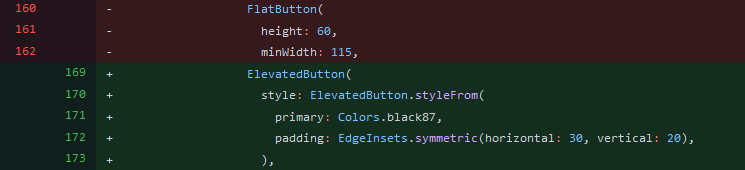 160 - FlatButton(
161 - height: 60,
162 - minWidth: 115,
169 + ElevatedButton(
170 + style: ElevatedButton.styleFrom(
171 + primary: Colors.black87,
172 + padding: EdgeInsets.symmetric(horizontal: 30, vertical: 20),
173 + ),